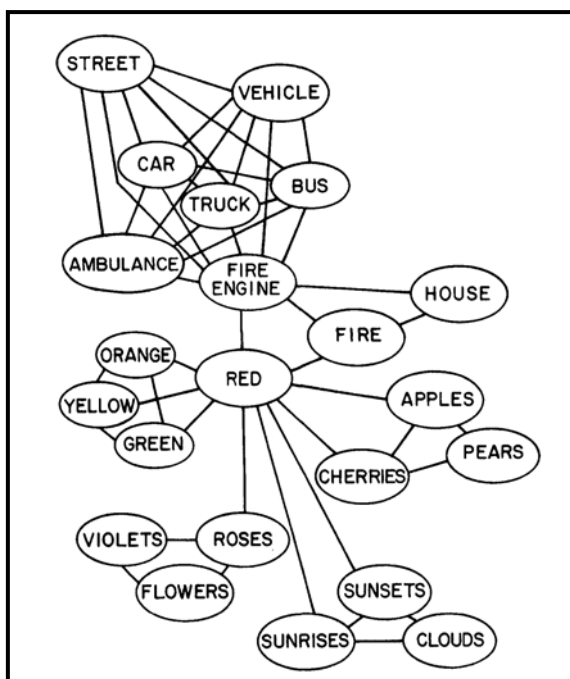 STREET
VEHICLE
CAR
BUS
TRUCK
AMBULANCE
FIRE
ENGINE
HOUSE
FIRE
ORANGE
RED
APPLES
YELLOW
GREEN
PEARS
CHERRIES
VIOLETS
ROSES
FLOWERS
SUNSETS
SUNRISES
CLOUDS